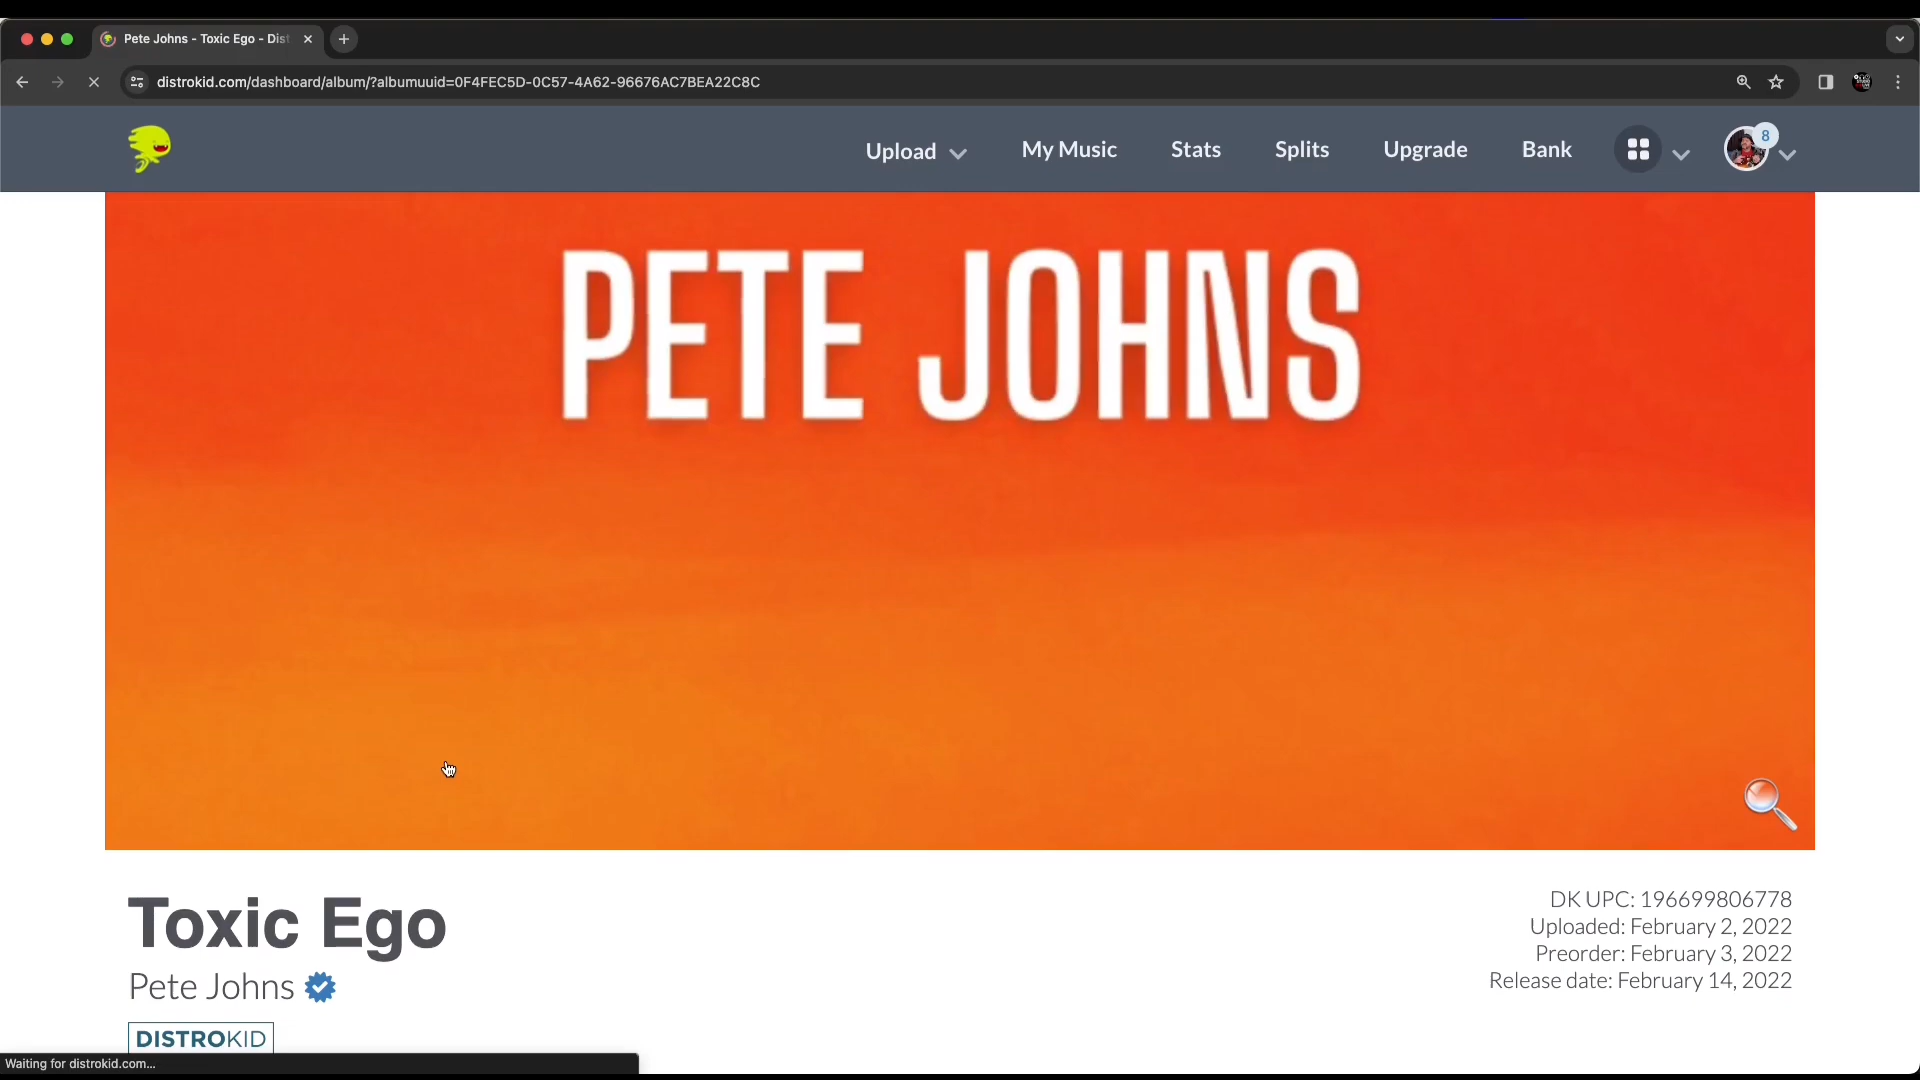 Pete Johns - Toxic Ego - Dist
distrokid.com/dashboard/album/?albumuuid=0F4FEC5D-0C57-4A62-96676AC7BEA22C8C
Upload My Music Stats Splits Upgrade Bank 8
PETE JOHNS
Toxic Ego
Pete Johns
DISTROKID
DK UPC: 196699806778
Uploaded: February 2, 2022
Preorder: February 3, 2022
Release date: February 14, 2022
Waiting for distrokid.com...